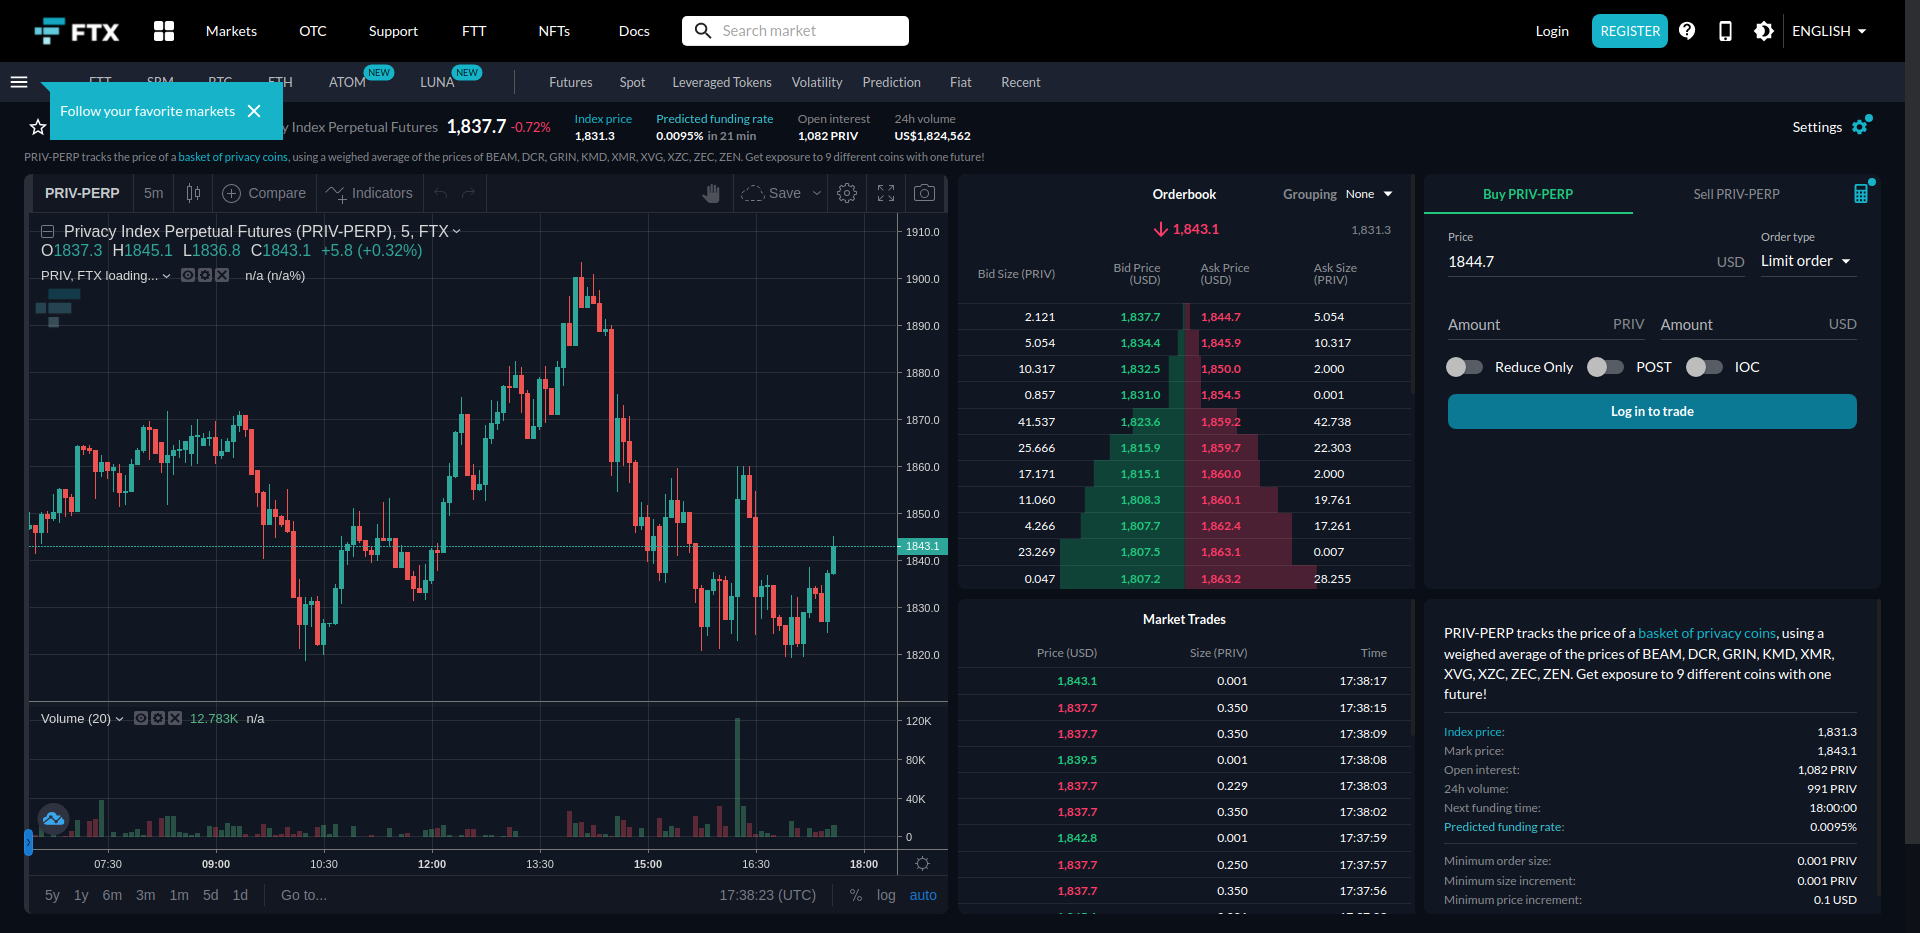 FTX
Markets
OTC
Support
FTT
NFTs
Docs
Search market
Login
REGISTER
ENGLISH
ATOM NEW
LUNA NEW
Futures
Spot
Leveraged Tokens
Volatility
Prediction
Fiat
Recent
Follow your favorite markets
y Index Perpetual Futures
1,837.7 -0.72%
Index price
1,831.3
Predicted funding rate
0.0095% in 21 min
Open interest
1,082 PRIV
24h volume
US$1,824,562
Settings
PRIV-PERP tracks the price of a basket of privacy coins, using a weighed average of the prices of BEAM, DCR, GRIN, KMD, XMR, XVG, XZC, ZEC, ZEN. Get exposure to 9 different coins with one future!
PRIV-PERP 5m Compare Indicators Save
Privacy Index Perpetual Futures (PRIV-PERP), 5, FTX
O1837.3 H1845.1 L1836.8 C1843.1 +5.8 (+0.32%)
PRIV, FTX loading... n/a (n/a%)
1910.0
1900.0
1890.0
1880.0
1870.0
1860.0
1850.0
1843.1
1840.0
1830.0
1820.0
Volume (20) 12.783K n/a
120K
80K
40K
0
07:30 09:00 10:30 12:00 13:30 15:00 16:30 18:00
5y 1y 6m 3m 1m 5d 1d Go to... 17:38:23 (UTC) % log auto
Orderbook Grouping None
1,843.1 1,831.3
Bid Size (PRIV) Bid Price (USD) Ask Price (USD) Ask Size (PRIV)
2.121 1,837.7 1,844.7 5.054
5.054 1,834.4 1,845.9 10.317
10.317 1,832.5 1,850.0 2.000
0.857 1,831.0 1,854.5 0.001
41.537 1,823.6 1,859.2 42.738
25.666 1,815.9 1,859.7 22.303
17.171 1,815.1 1,860.0 2.000
11.060 1,808.3 1,860.1 19.761
4.266 1,807.7 1,862.4 17.261
23.269 1,807.5 1,863.1 0.007
0.047 1,807.2 1,863.2 28.255
Market Trades
Price (USD) Size (PRIV) Time
1,843.1 0.001 17:38:17
1,837.7 0.350 17:38:15
1,837.7 0.350 17:38:09
1,839.5 0.001 17:38:08
1,837.7 0.229 17:38:03
1,837.7 0.350 17:38:02
1,842.8 0.001 17:37:59
1,837.7 0.250 17:37:57
1,837.7 0.350 17:37:56
Buy PRIV-PERP Sell PRIV-PERP
Price Order type
1844.7 USD Limit order
Amount PRIV Amount USD
Reduce Only POST IOC
Log in to trade
PRIV-PERP tracks the price of a basket of privacy coins, using a
weighed average of the prices of BEAM, DCR, GRIN, KMD, XMR,
XVG, XZC, ZEC, ZEN. Get exposure to 9 different coins with one
future!
Index price: 1,831.3
Mark price: 1,843.1
Open interest: 1,082 PRIV
24h volume: 991 PRIV
Next funding time: 18:00:00
Predicted funding rate: 0.0095%
Minimum order size: 0.001 PRIV
Minimum size increment: 0.001 PRIV
Minimum price increment: 0.1 USD